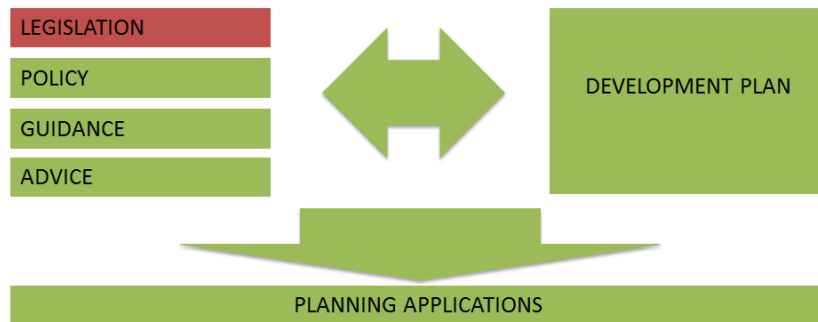 LEGISLATION
POLICY
GUIDANCE
ADVICE
DEVELOPMENT PLAN
PLANNING APPLICATIONS